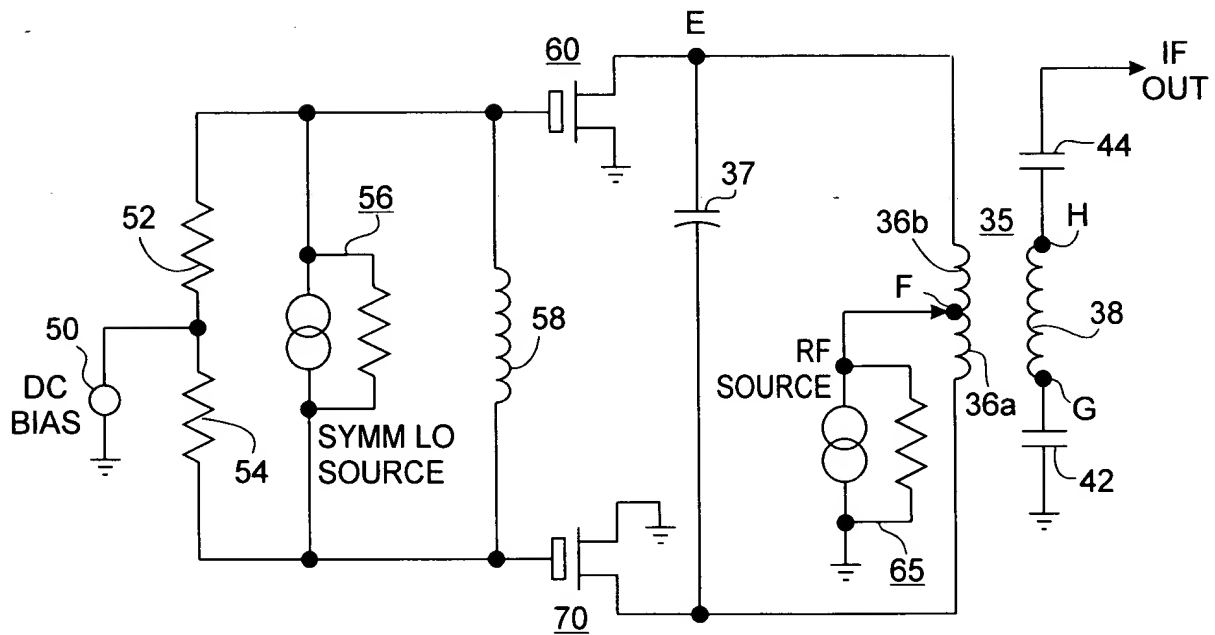 E
60
IF
OUT
44
37
52
56
36b
35
H
F
58
38
50
RF
SOURCE
DC
BIAS
36a
G
SYMM LO
SOURCE
54
42
65
70